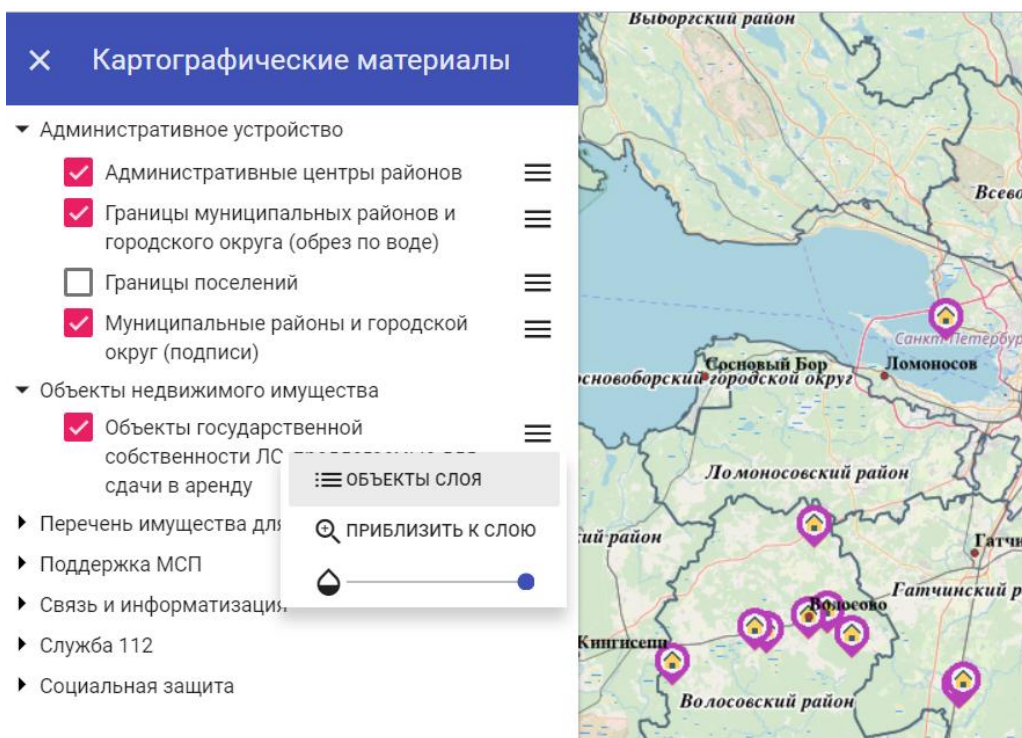 Картографические материалы
Административное устройство
Административные центры районов
Границы муниципальных районов и
городского округа (обрез по воде)
Границы поселений
Муниципальные районы и городской
округ (подписи)
Объекты недвижимого имущества
Объекты государственной
собственности ЛО
сдачи в аренду
ОБЪЕКТЫ СЛОЯ
ПРИБЛИЗИТЬ К СЛОЮ
Перечень имущества для
Поддержка МСП
Связь и информатизация
Служба 112
Социальная защита
Выборгский район
Всево
Санкт-Петербур
Сосновый Бор
Ломоносов
сновоборский городской округ
Ломоносовский район
ий район
Гатчи
Гатчинский р
Волосово
Кингисепп
Волосовский район